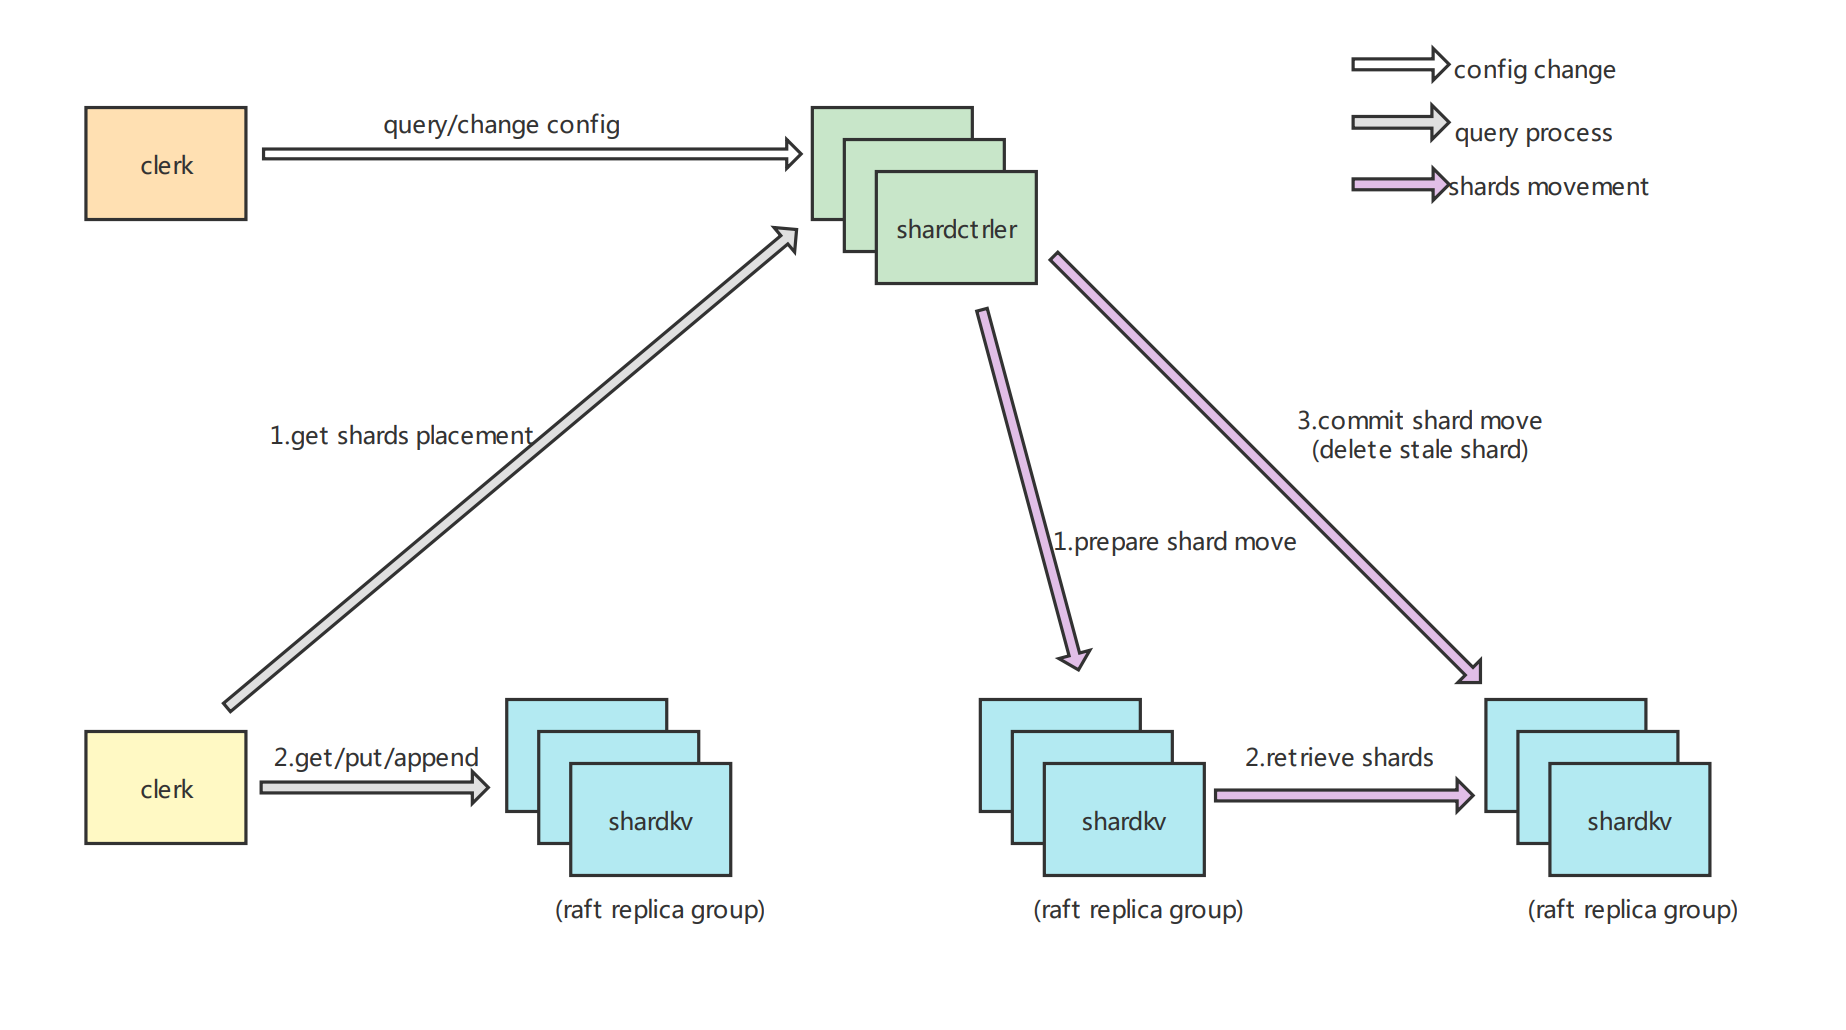 config change
query/change config
query process
clerk
shards movement
shardctrler
1.get shards placement
3.commit shard move
(delete stale shard)
1.prepare shard move
2.get/put/append
2.retrieve shards
clerk
shardkv
shardkv
shardkv
(raft replica group)
(raft replica group)
(raft replica group)